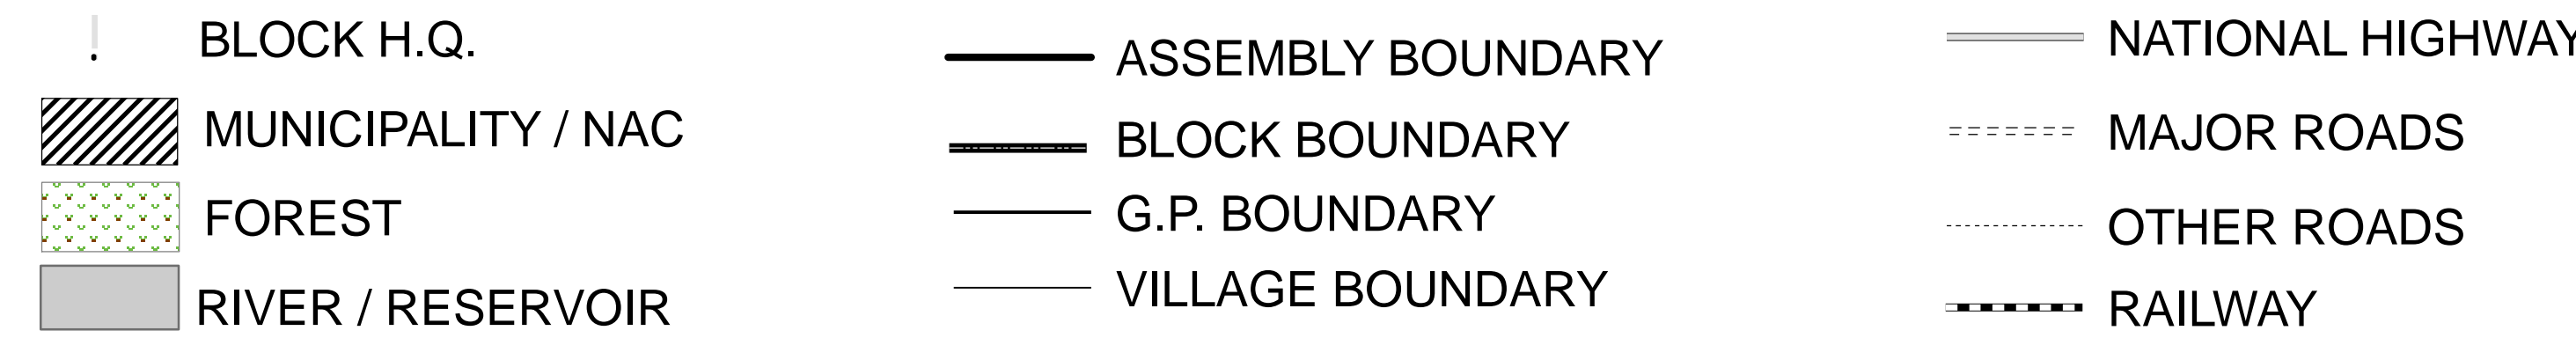 BLOCK H.Q.
MUNICIPALITY / NAC
FOREST
RIVER / RESERVOIR
ASSEMBLY BOUNDARY
BLOCK BOUNDARY
G.P. BOUNDARY
VILLAGE BOUNDARY
NATIONAL HIGHWAY
MAJOR ROADS
OTHER ROADS
RAILWAY